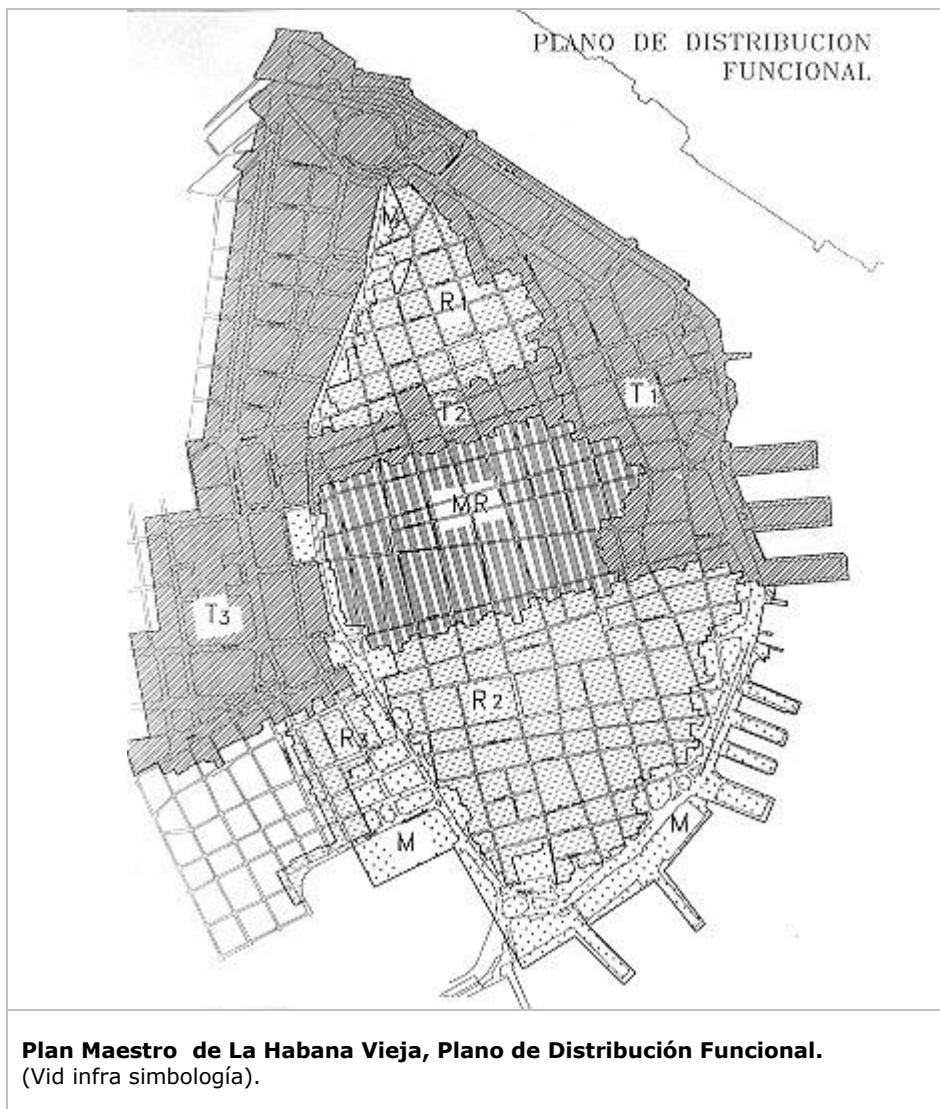 PLANO DE DISTRIBUCION
FUNCIONAL
M
R1
T1
T2
MR
T3
R2
R3
M
M
Plan Maestro de La Habana Vieja, Plano de Distribución Funcional.
(Vid infra simbología).